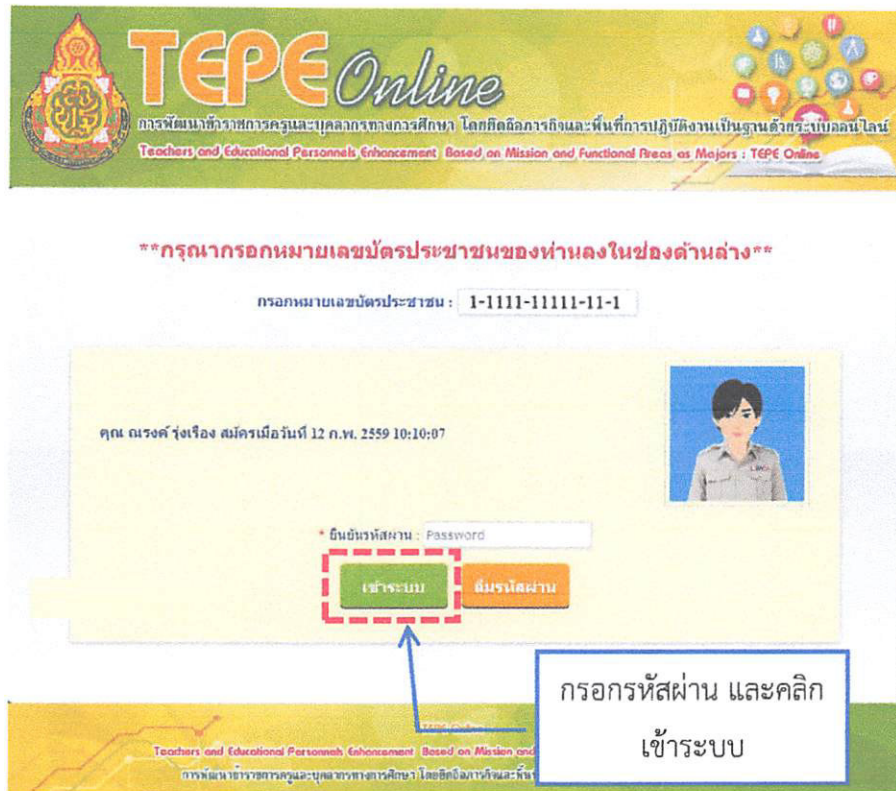 TEPE Online
การพัฒนาข้าราชการครูและบุคลากรทางการศึกษา โดยยึดถือภารกิจและพื้นที่การปฏิบัติงานเป็นฐานด้วยระบบออนไลน์
Teachers and Educational Personnels Enhancement Based on Mission and Functional Areas as Majors : TEPE Online
**กรุณากรอกหมายเลขบัตรประชาชนของท่านลงในช่องด้านล่าง**
กรอกหมายเลขบัตรประชาชน : 1-1111-11111-11-1
คุณ ณรงค์ รุ่งเรือง สมัครเมื่อวันที่ 12 ก.พ. 2559 10:10:07
* ยืนยันรหัสผ่าน : Password
เข้าระบบ ลืมรหัสผ่าน
กรอกรหัสผ่าน และคลิก
เข้าระบบ
TEPE Online
Teachers and Educational Personnels Enhancement Based on Mission and
การพัฒนาข้าราชการครูและบุคลากรทางการศึกษา โดยยึดถือภารกิจและพื้น